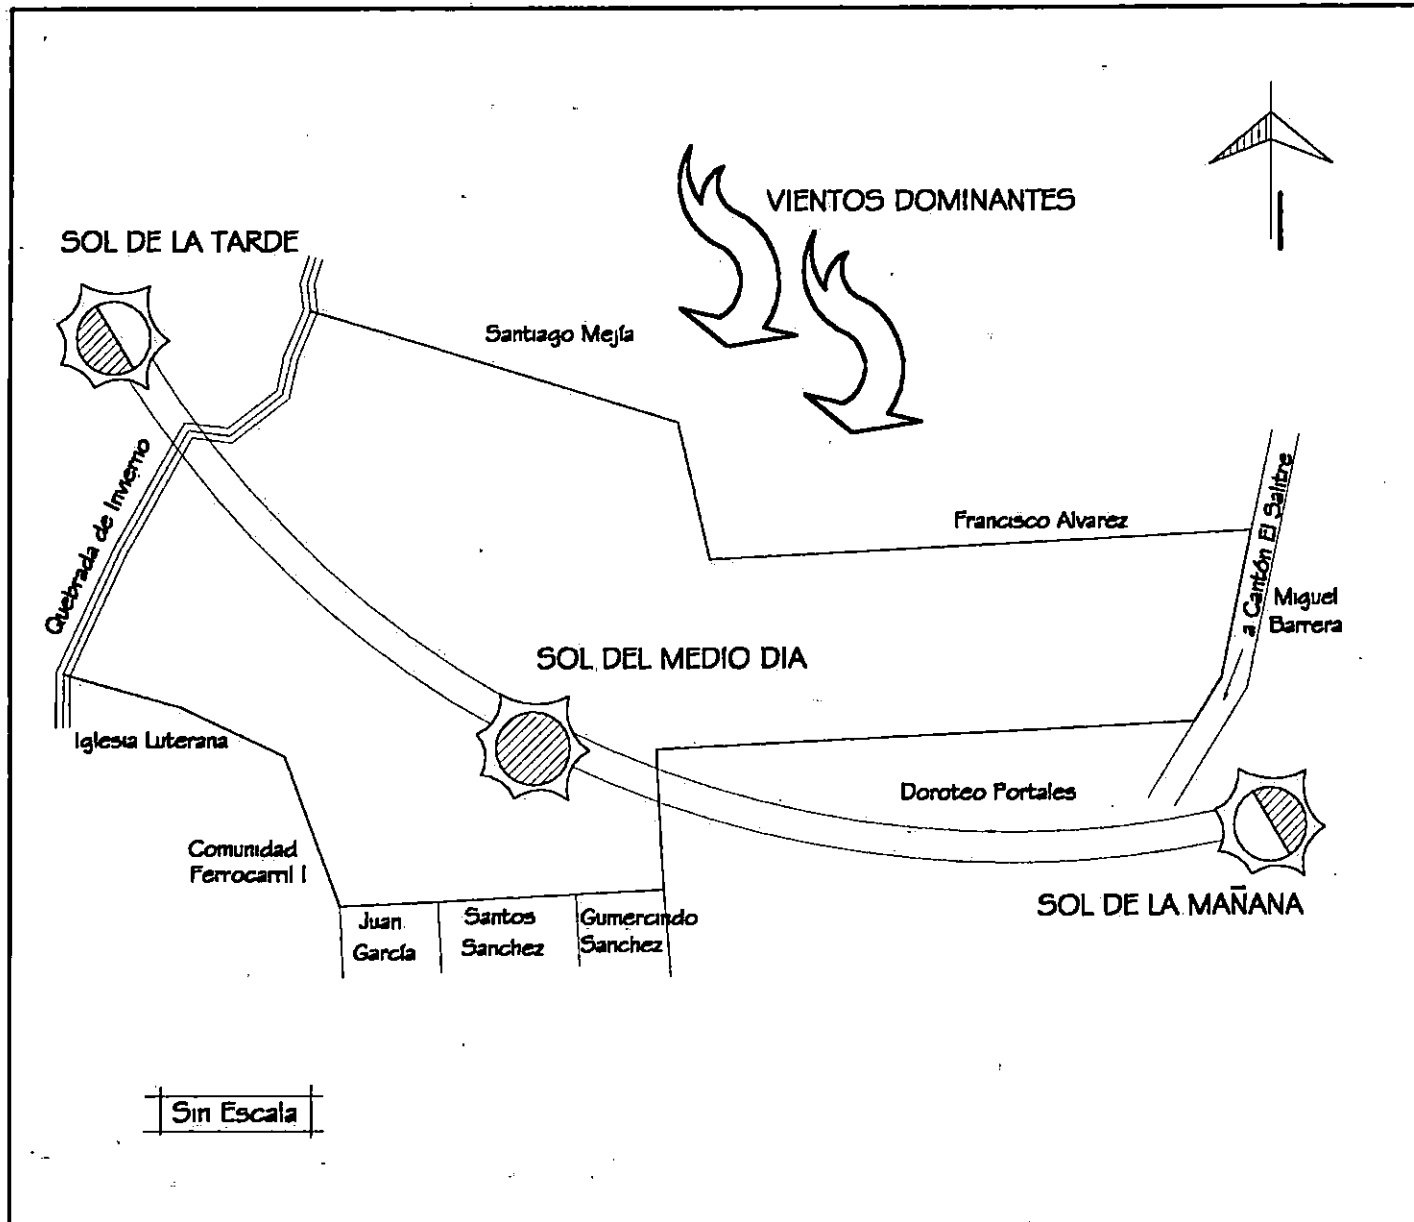 VIENTOS DOMINANTES
SOL DE LA TARDE
Santiago Mejía
Quebrada de Invierno
Francisco Alvarez
a Cantón El Salitre
Miguel
Barrera
SOL DEL MEDIO DIA
Iglesia Luterana
Doroteo Portales
Comunidad
Ferrocarril I
SOL DE LA MAÑANA
Juan
García
Santos
Sanchez
Gumercindo
Sanchez
Sin Escala